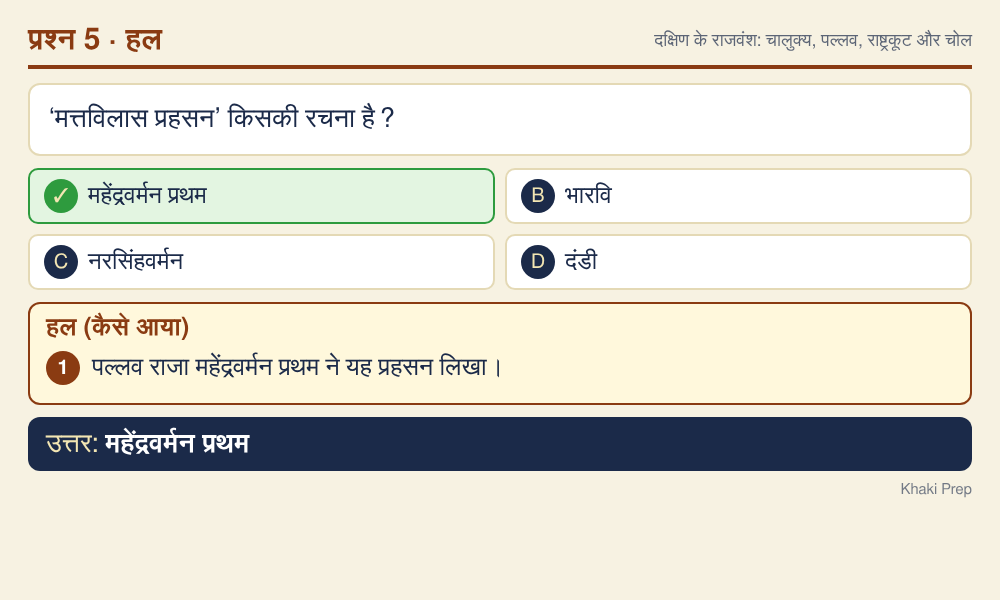 प्रश्न 5 · हल
दक्षिण के राजवंश: चालुक्य, पल्लव, राष्ट्रकूट और चोल
‘मत्तविलास प्रहसन’ किसकी रचना है ?
✓ महेंद्रवर्मन प्रथम
B भारवि
C नरसिंहवर्मन
D दंडी
हल (कैसे आया)
1 पल्लव राजा महेंद्रवर्मन प्रथम ने यह प्रहसन लिखा।
उत्तर: महेंद्रवर्मन प्रथम
Khaki Prep